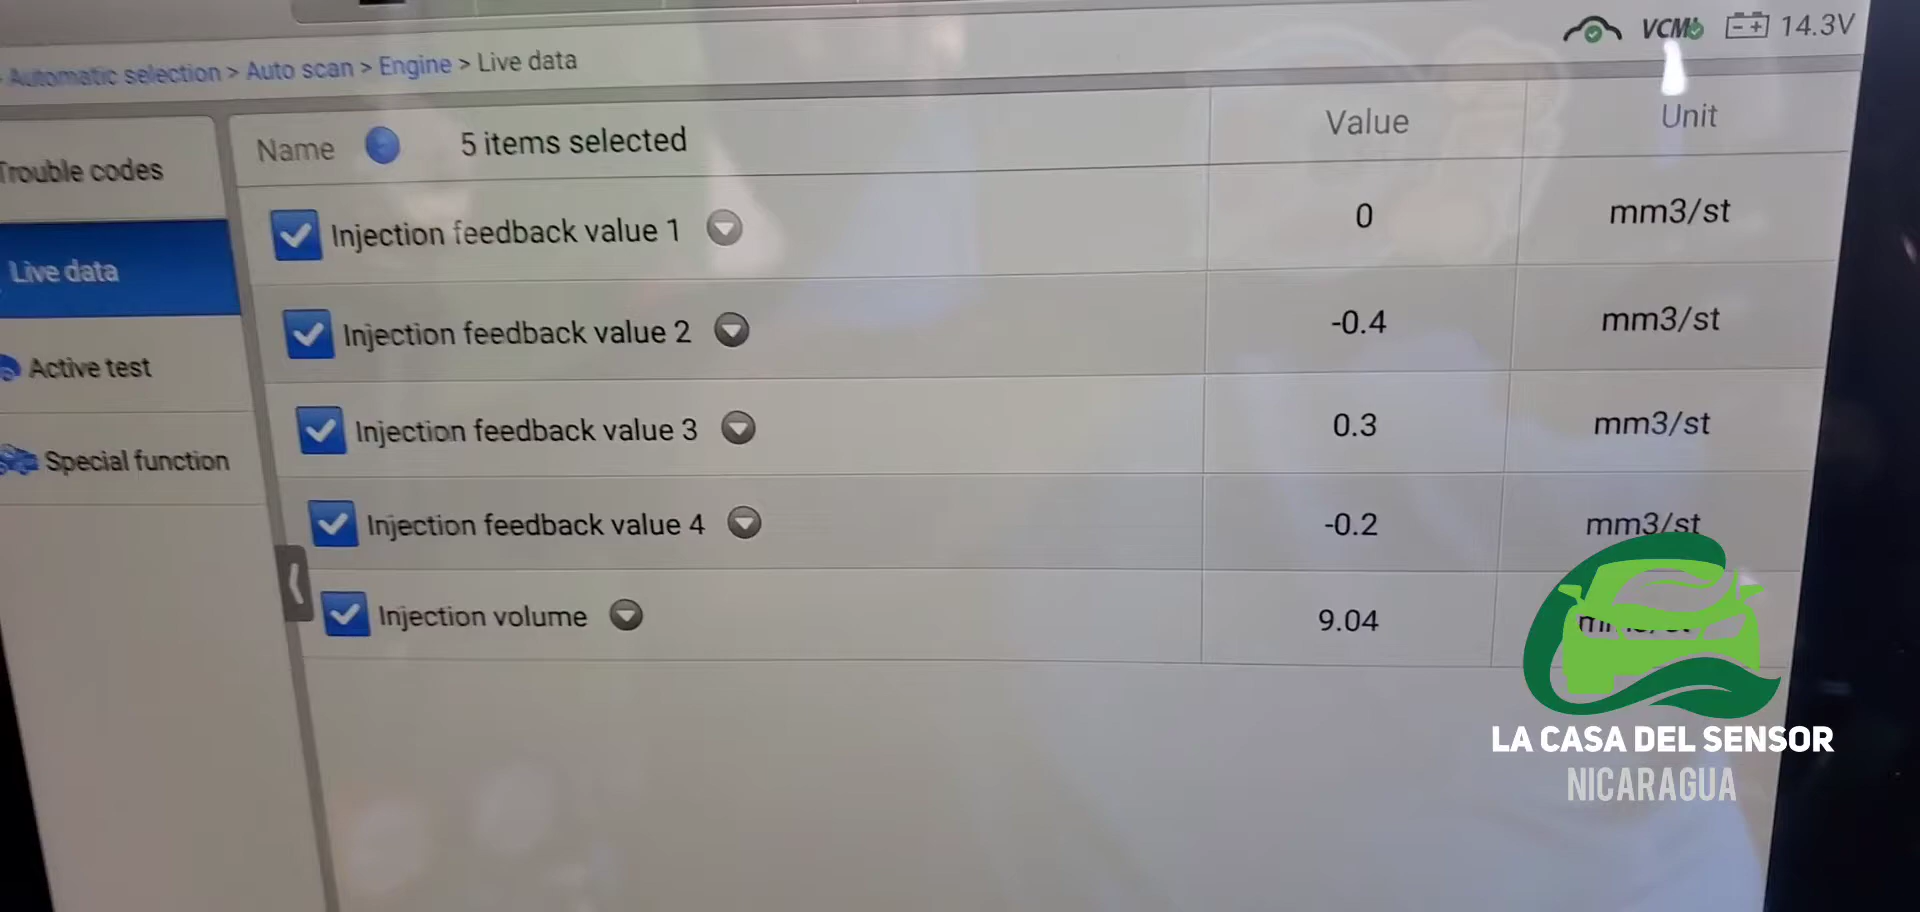 VCMI 14.3V
Automatic selection > Auto scan > Engine > Live data
Name 5 items selected Value Unit
Trouble codes
Injection feedback value 1 0 mm3/st
Live data
Injection feedback value 2 -0.4 mm3/st
Active test
Injection feedback value 3 0.3 mm3/st
Special function
Injection feedback value 4 -0.2 mm3/st
Injection volume 9.04
LA CASA DEL SENSOR
NICARAGUA